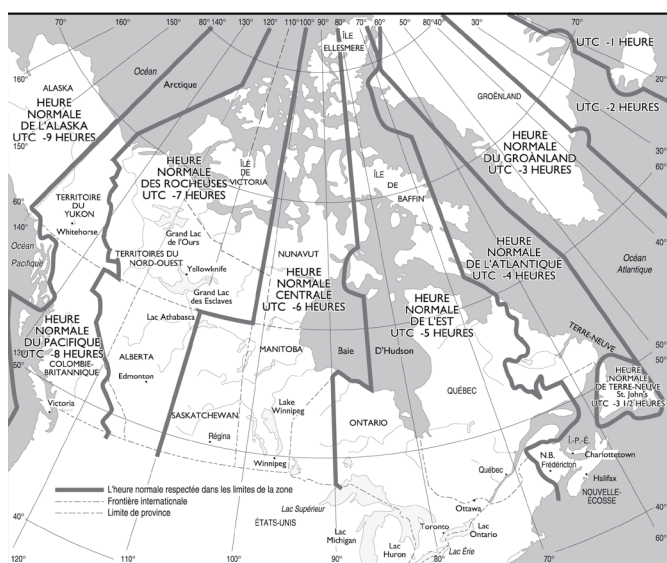 70°
160°
80°
140°
130°
120°
110°
100°
90°
80°
70°
60°
50°
80°
40°
30°
70°
ÎLE
ELLESMERE
UTC -1 HEURE
20°
UTC -2 HEURES
30°
60°
160°
ALASKA
HEURE
NORMALE
DE L'ALASKA
UTC -9 HEURES
150°
Océan
Arctique
GROËNLAND
HEURE
NORMALE
DU GROÀNLAND
UTC -3 HEURES
HEURE
NORMALE
DES ROCHEUSES
UTC -7 HEURES
ÎLE
DE
VICTORIA
ÎLE
DE
BAFFIN
60°
140°
TERRITOIRE
DU
YUKON
Whitehorse
Grand Lac
de l'Ours
TERRITOIRES DU
NORD-OUEST
Yellowknife
Grand Lac
des Esclaves
NUNAVUT
HEURE
NORMALE
CENTRALE
UTC -6 HEURES
HEURE
NORMALE
DE L'ATLANTIQUE
UTC -4 HEURES
40°
Océan
Pacifique
Océan
Atlantique
HEURE
NORMALE
DE L'EST
UTC -5 HEURES
HEURE
NORMALE
DU PACIFIQUE
UTC -8 HEURES
COLOMBIE-
BRITANNIQUE
13
50°
Lac Athabasca
ALBERTA
Edmonton
MANITOBA
Baie
D'Hudson
TERRE-NEUVE
50°
HEURE
NORMALE
DE TERRE-NEUVE
St. John's
UTC -3 1/2 HEURES
50°
Victoria
SASKATCHEWAN
Régina
Lake
Winnipeg
Winnipeg
ONTARIO
QUÉBEC
Québec
Î.-P.-É.
Charlottetown
N.B.
Frédéricton
Halifax
NOUVELLE-
ÉCOSSE
L'heure normale respectée dans les limites de la zone
Frontière internationale
Limite de province
40°
Lac Supérieur
ÉTATS-UNIS
Ottawa
Toronto
Lac
Ontario
Lac
Michigan
Lac
Huron
Lac Érie
40°
60°
120°
110°
100°
90°
80°
70°